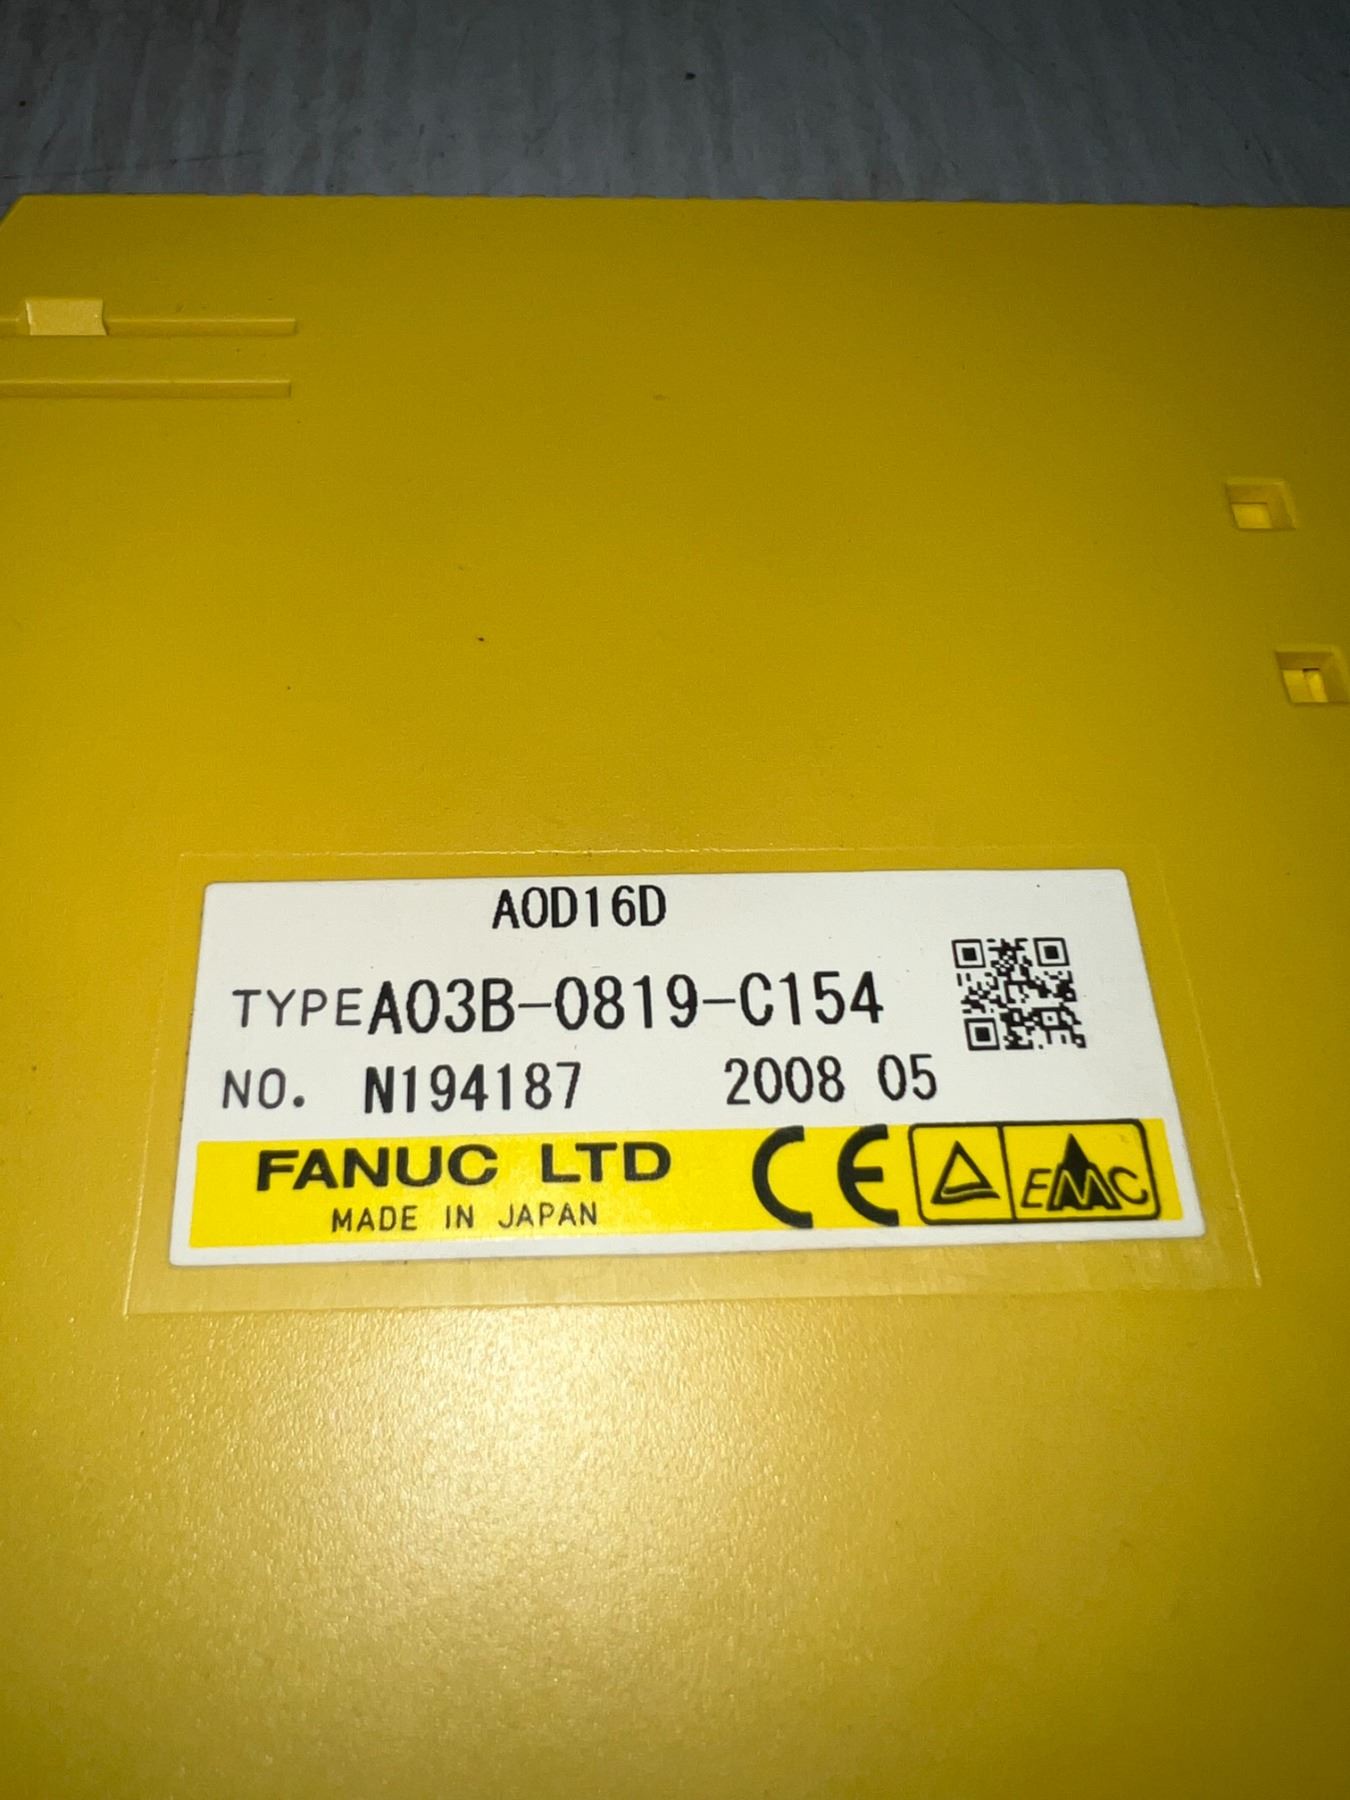 AOD16D
TYPE A03B-0819-C154
NO. N194187 2008 05
FANUC LTD
MADE IN JAPAN
CE
EMC